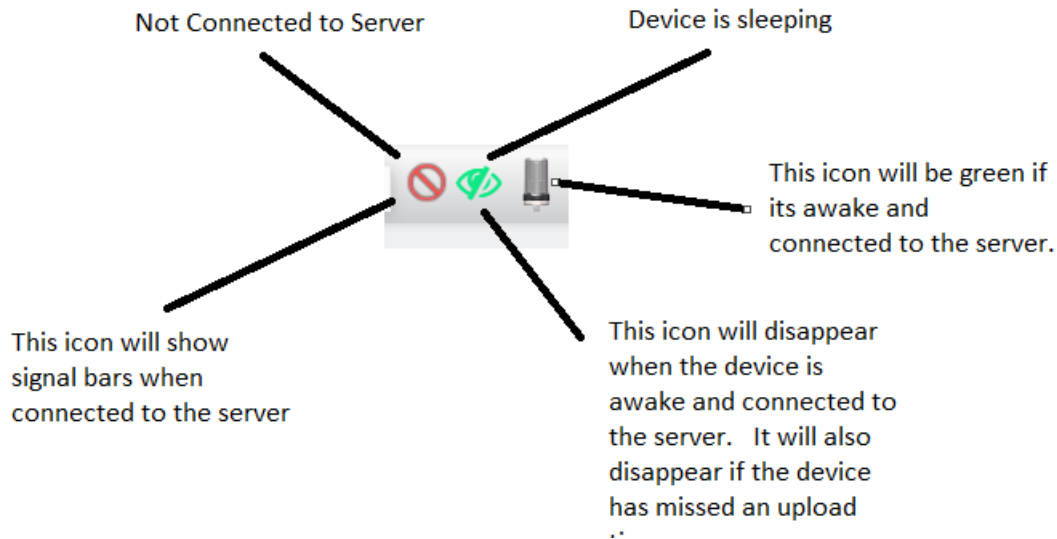 Not Connected to Server
Device is sleeping
This icon will be green if
its awake and
connected to the server.
This icon will show
signal bars when
connected to the server
This icon will disappear
when the device is
awake and connected to
the server.   It will also
disappear if the device
has missed an upload